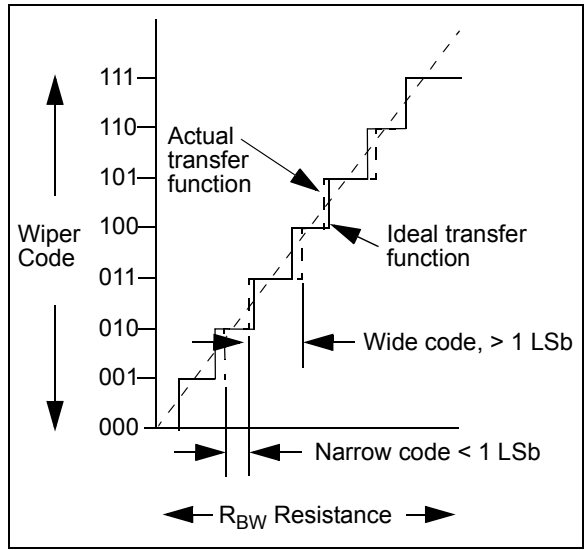 111
110
Actual
transfer
function
101
100
Wiper
Code
Ideal transfer
function
011
010
Wide code, > 1 LSb
001
000
Narrow code < 1 LSb
RBW Resistance